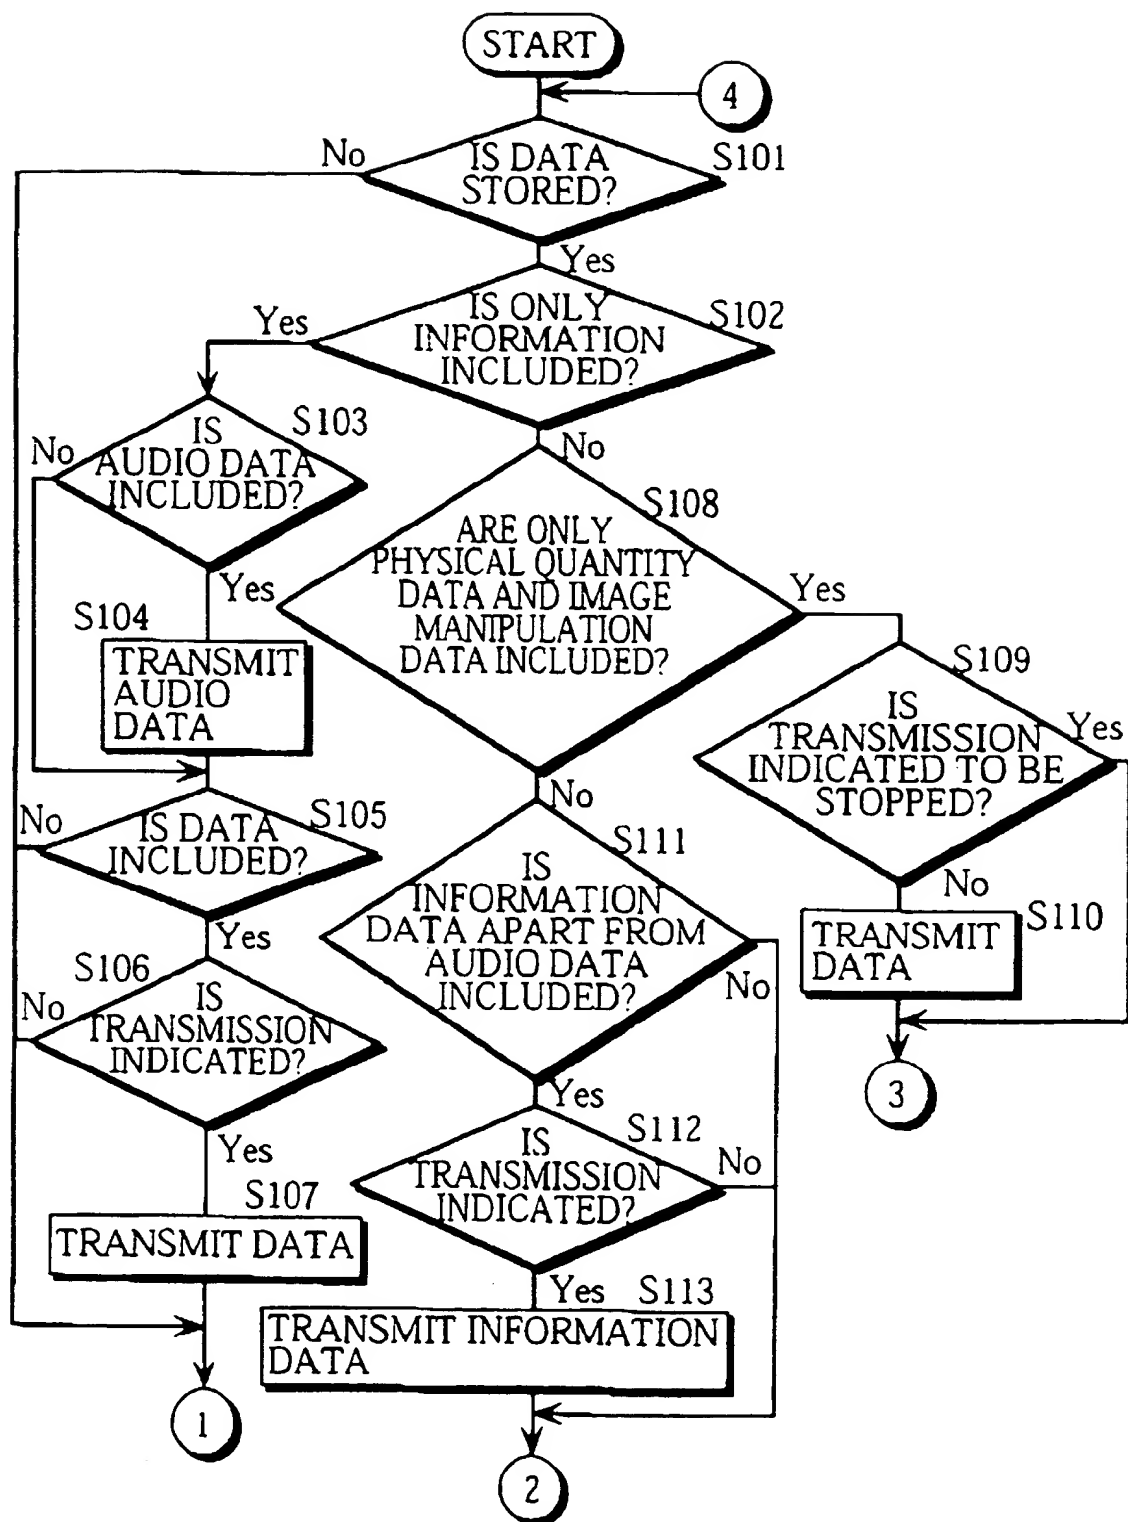 START
4
No
IS DATA
STORED?
S101
Yes
IS ONLY
INFORMATION
INCLUDED?
S102
Yes
No
IS
AUDIO DATA
INCLUDED?
S103
No
Yes
S104
TRANSMIT
AUDIO
DATA
ARE ONLY
PHYSICAL QUANTITY
DATA AND IMAGE
MANIPULATION
DATA INCLUDED?
S108
Yes
No
IS
TRANSMISSION
INDICATED TO BE
STOPPED?
S109
Yes
No
S110
TRANSMIT
DATA
3
No
IS DATA
INCLUDED?
S105
Yes
S106
No
IS
TRANSMISSION
INDICATED?
Yes
S107
TRANSMIT DATA
1
IS
INFORMATION
DATA APART FROM
AUDIO DATA
INCLUDED?
S111
No
Yes
IS
TRANSMISSION
INDICATED?
S112
No
Yes
S113
TRANSMIT INFORMATION
DATA
2